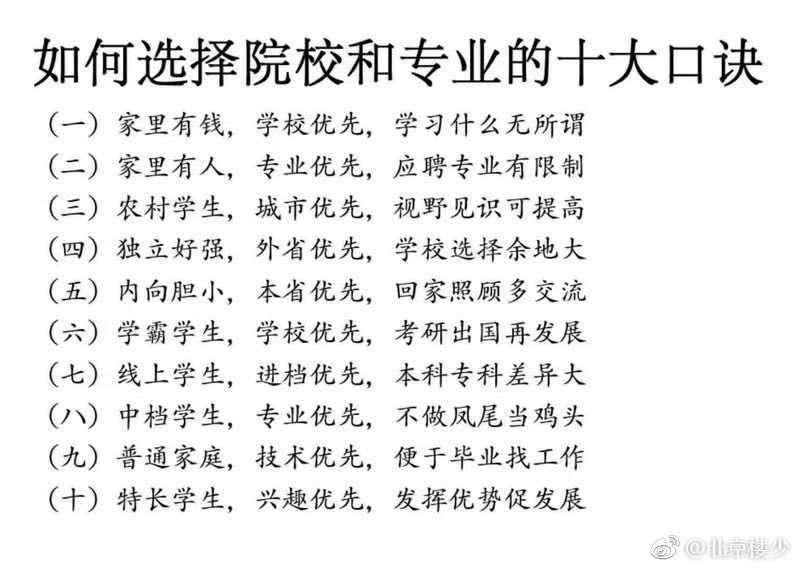 如何选择院校和专业的十大口诀
（一）家里有钱，学校优先，学习什么无所谓
（二）家里有人，专业优先，应聘专业有限制
（三）农村学生，城市优先，视野见识可提高
（四）独立好强，外省优先，学校选择余地大
（五）内向胆小，本省优先，回家照顾多交流
（六）学霸学生，学校优先，考研出国再发展
（七）线上学生，进档优先，本科专科差异大
（八）中档学生，专业优先，不做凤尾当鸡头
（九）普通家庭，技术优先，便于毕业找工作
（十）特长学生，兴趣优先，发挥优势促发展
@北京楼少